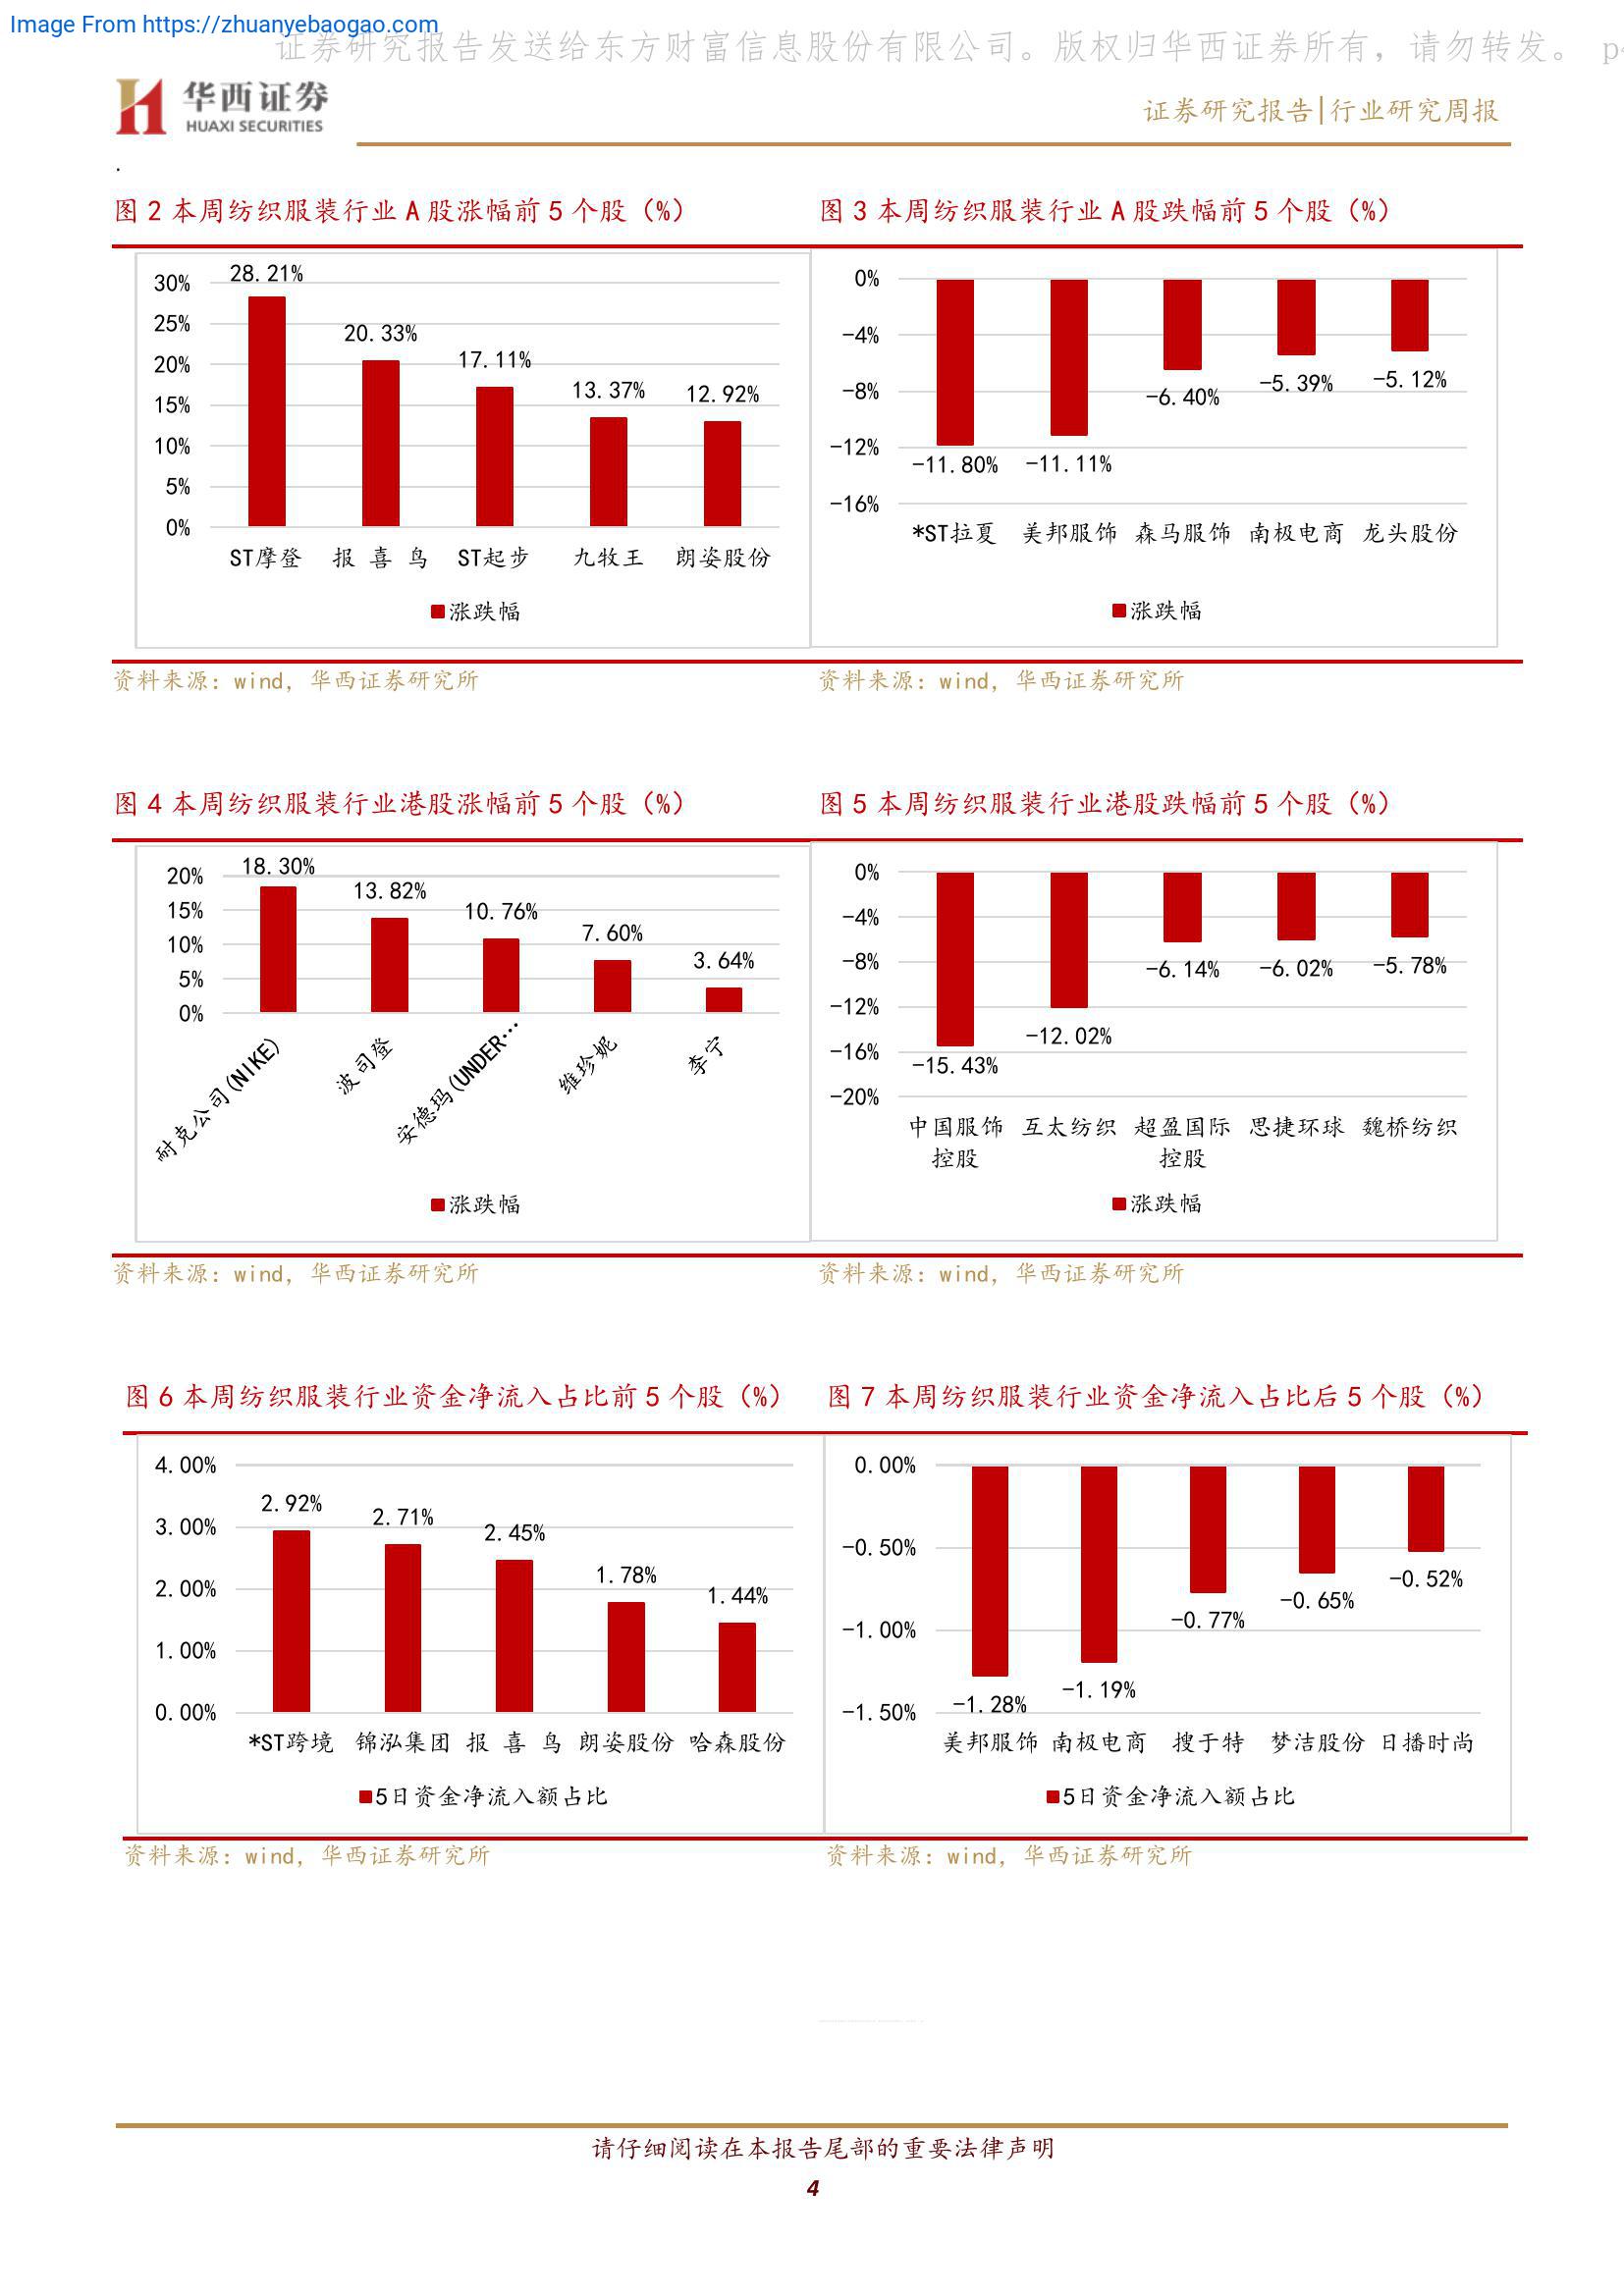 Image From https://zhuanyebaogao.com
证券研究报告发送给东方财富信息股份有限公司。版权归华西证券所有，请勿转发。 p
华西证券
HUAXI SECURITIES
证券研究报告|行业研究周报
.
图 2 本周纺织服装行业 A 股涨幅前 5 个股（%）
30%
25%
20%
15%
10%
5%
0%
28.21%
20.33%
17.11%
13.37%
12.92%
ST摩登 报 喜 鸟 ST起步 九牧王 朗姿股份
涨跌幅
资料来源：wind，华西证券研究所
图 3 本周纺织服装行业 A 股跌幅前 5 个股（%）
0%
-4%
-8%
-12%
-16%
-11.80%
-11.11%
-6.40%
-5.39%
-5.12%
*ST拉夏 美邦服饰 森马服饰 南极电商 龙头股份
涨跌幅
资料来源：wind，华西证券研究所
图 4 本周纺织服装行业港股涨幅前 5 个股（%）
20%
15%
10%
5%
0%
18.30%
13.82%
10.76%
7.60%
3.64%
耐克公司(NIKE)
波司登
安德玛(UNDER…
维珍妮
李宁
涨跌幅
资料来源：wind，华西证券研究所
图 5 本周纺织服装行业港股跌幅前 5 个股（%）
0%
-4%
-8%
-12%
-16%
-20%
-15.43%
-12.02%
-6.14%
-6.02%
-5.78%
中国服饰 互太纺织 超盈国际 思捷环球 魏桥纺织
控股 控股
涨跌幅
资料来源：wind，华西证券研究所
图 6 本周纺织服装行业资金净流入占比前 5 个股（%）
4.00%
3.00%
2.00%
1.00%
0.00%
2.92%
2.71%
2.45%
1.78%
1.44%
*ST跨境 锦泓集团 报 喜 鸟 朗姿股份 哈森股份
5日资金净流入额占比
资料来源：wind，华西证券研究所
图 7 本周纺织服装行业资金净流入占比后 5 个股（%）
0.00%
-0.50%
-1.00%
-1.50%
-1.28%
-1.19%
-0.77%
-0.65%
-0.52%
美邦服饰 南极电商 搜于特 梦洁股份 日播时尚
5日资金净流入额占比
资料来源：wind，华西证券研究所
请仔细阅读在本报告尾部的重要法律声明
4